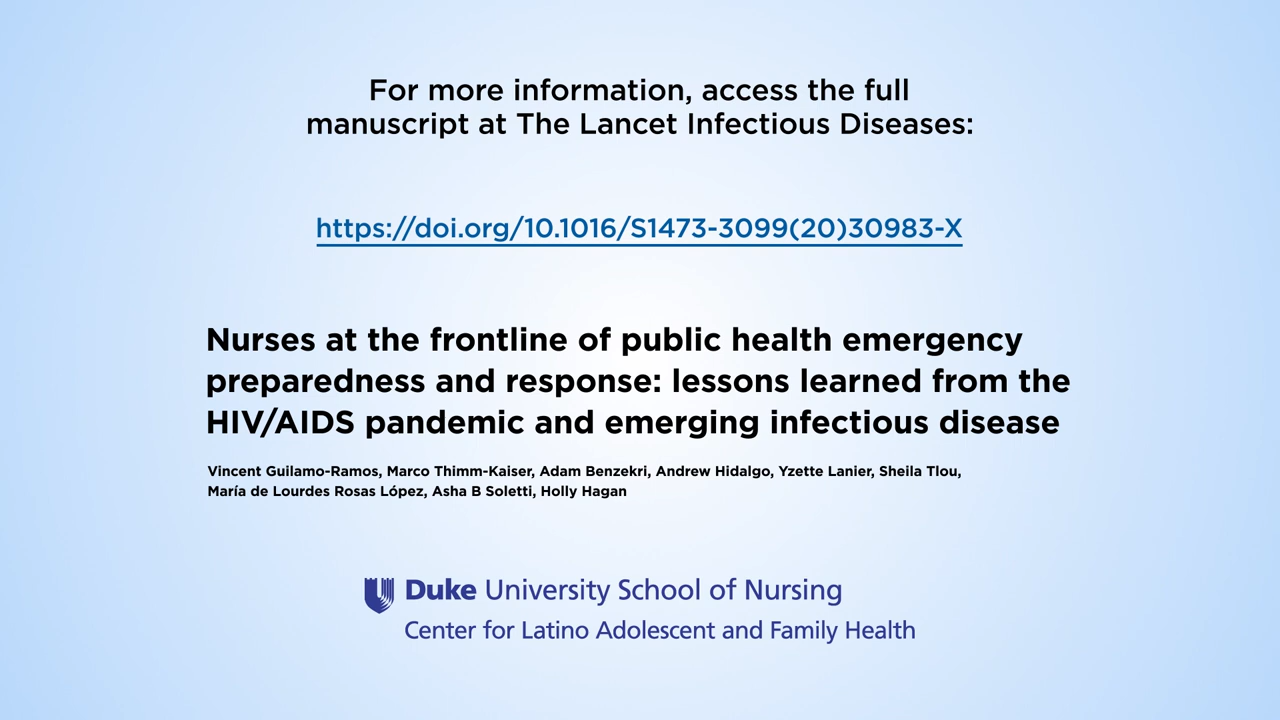 For more information, access the full
manuscript at The Lancet Infectious Diseases:
https://doi.org/10.1016/S1473-3099(20)30983-X
Nurses at the frontline of public health emergency
preparedness and response: lessons learned from the
HIV/AIDS pandemic and emerging infectious disease
Vincent Guilamo-Ramos, Marco Thimm-Kaiser, Adam Benzekri, Andrew Hidalgo, Yzette Lanier, Sheila Tlou,
María de Lourdes Rosas López, Asha B Soletti, Holly Hagan
Duke University School of Nursing
Center for Latino Adolescent and Family Health